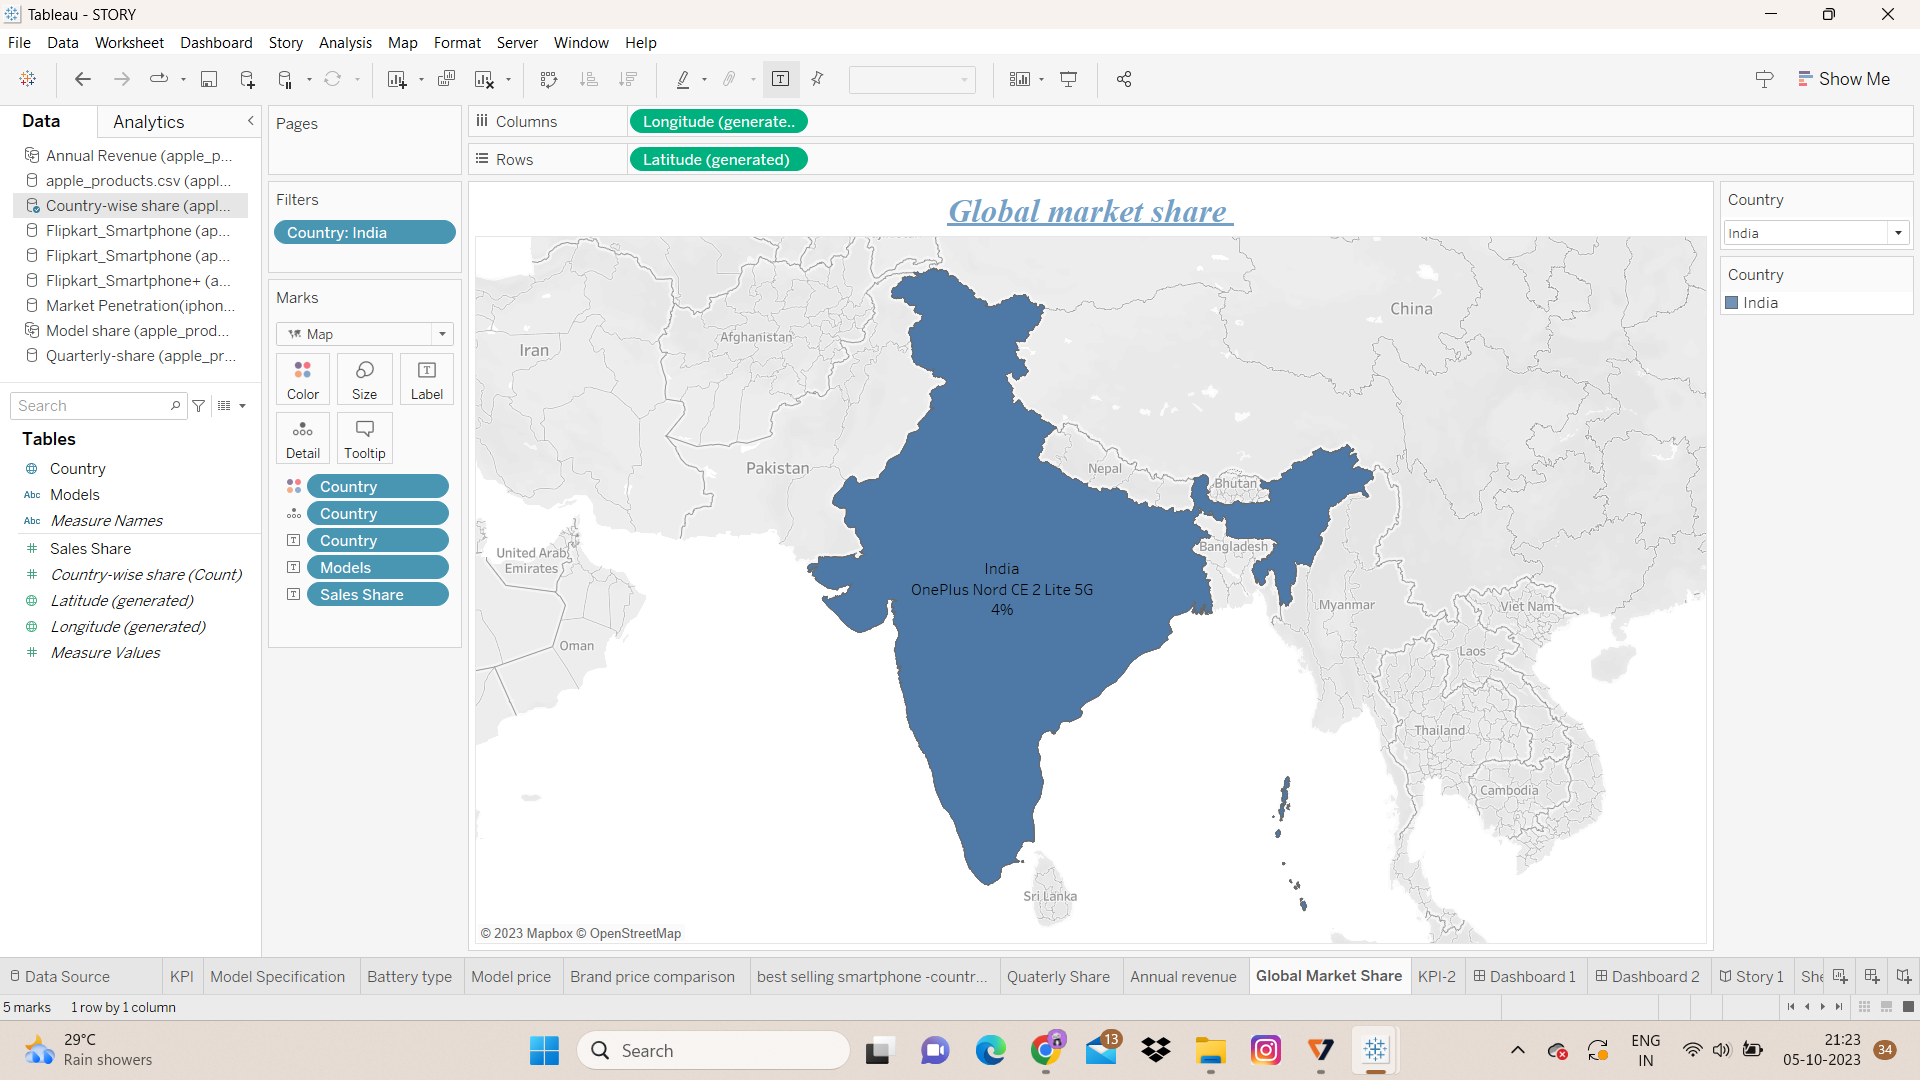 Tableau - STORY
File Data Worksheet Dashboard Story Analysis Map Format Server Window Help
Show Me
Data Analytics
Annual Revenue (apple_p...
apple_products.csv (appl...
Country-wise share (appl...
Flipkart_Smartphone (ap...
Flipkart_Smartphone (ap...
Flipkart_Smartphone+ (a...
Market Penetration(iphon...
Model share (apple_prod...
Quarterly-share (apple_pr...
Search
Tables
Country
Abc Models
Abc Measure Names
Sales Share
Country-wise share (Count)
Latitude (generated)
Longitude (generated)
Measure Values
Pages
Filters
Country: India
Marks
Map
Color Size Label
Detail Tooltip
Country
Country
Country
Models
Sales Share
Columns Longitude (generate..
Rows Latitude (generated)
Global market share
China
Afghanistan
Iran
Pakistan
Nepal
Bhutan
United Arab
Emirates
Bangladesh
India
OnePlus Nord CE 2 Lite 5G
4%
Myanmar
Viet Nam
Oman
Laos
Thailand
Cambodia
Sri Lanka
© 2023 Mapbox © OpenStreetMap
Country
India
Country
India
Data Source KPI Model Specification Battery type Model price Brand price comparison best selling smartphone -countr... Quaterly Share Annual revenue Global Market Share KPI-2 Dashboard 1 Dashboard 2 Story 1 She
5 marks 1 row by 1 column
29°C
Rain showers
Search
13
ENG
IN
21:23
05-10-2023
34